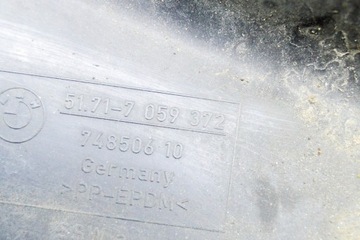 51.71-7 059 372
748506 10
Germany
>PP-EPDM<